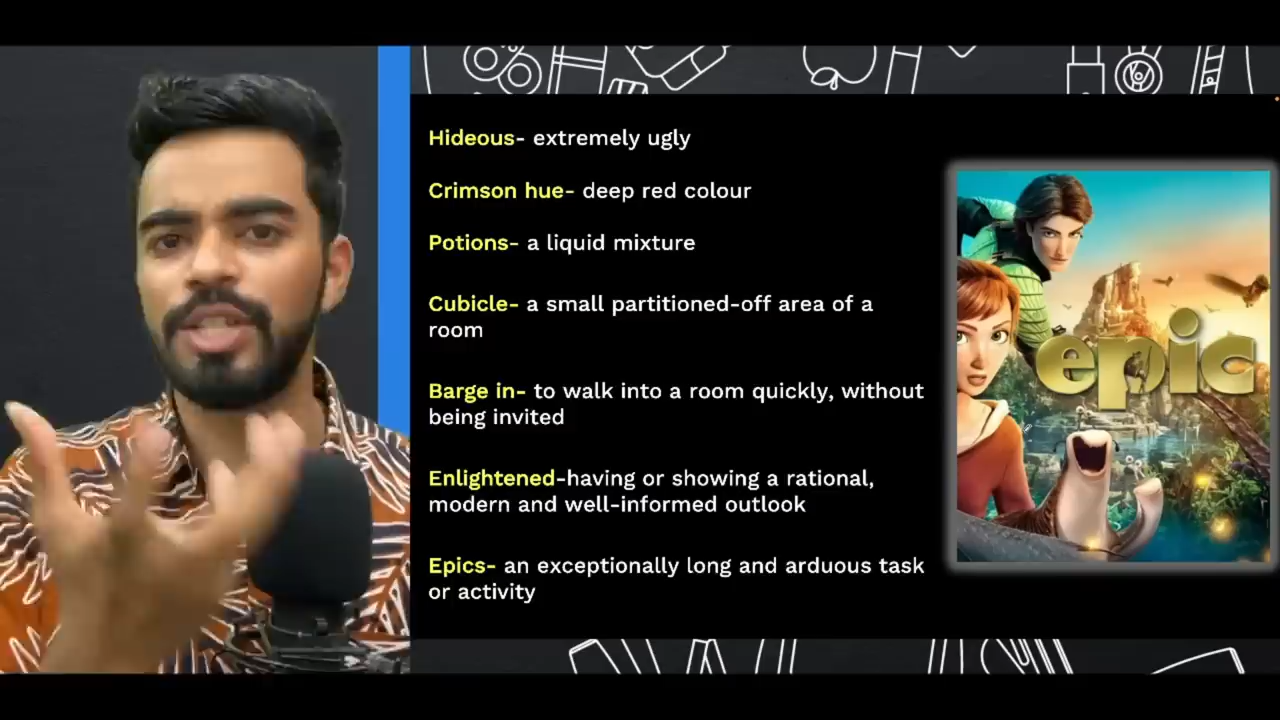 Hideous- extremely ugly
Crimson hue- deep red colour
Potions- a liquid mixture
Cubicle- a small partitioned-off area of a
room
Barge in- to walk into a room quickly, without
being invited
Enlightened-having or showing a rational,
modern and well-informed outlook
Epics- an exceptionally long and arduous task
or activity
epic